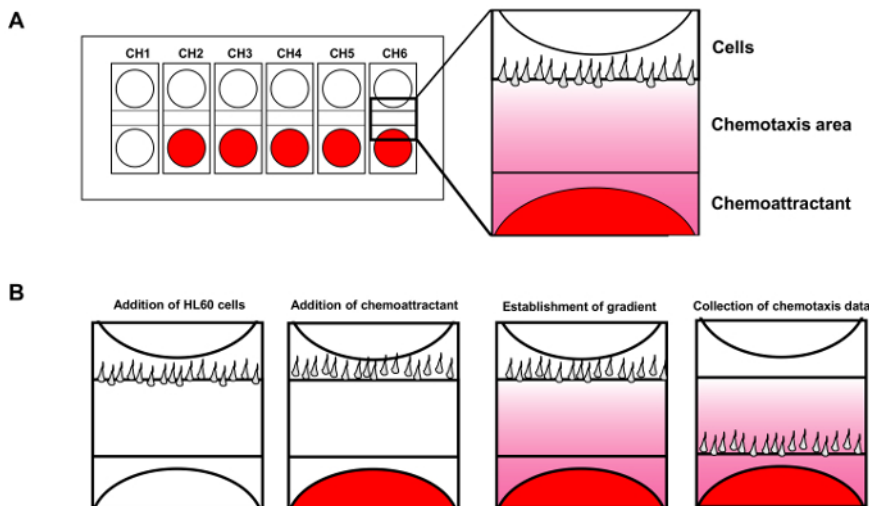 A
CH1 CH2 CH3 CH4 CH5 CH6
Cells
Chemotaxis area
Chemoattractant
B
Addition of HL60 cells
Addition of chemoattractant
Establishment of gradient
Collection of chemotaxis data